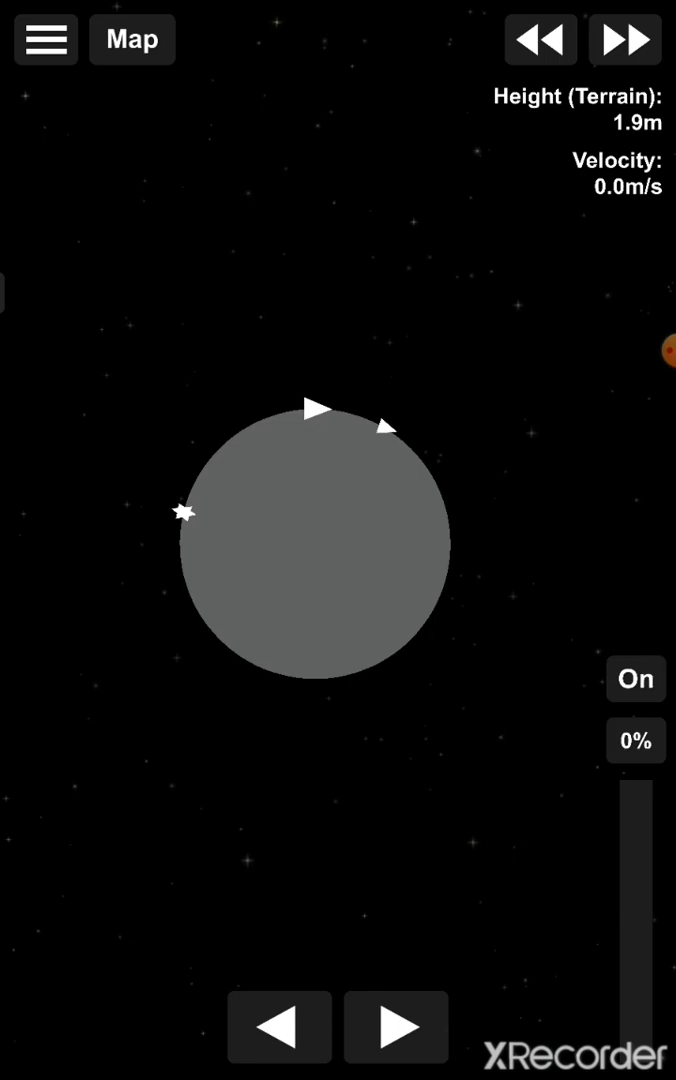 Map
Height (Terrain):
1.9m
Velocity:
0.0m/s
On
0%
XRecorder